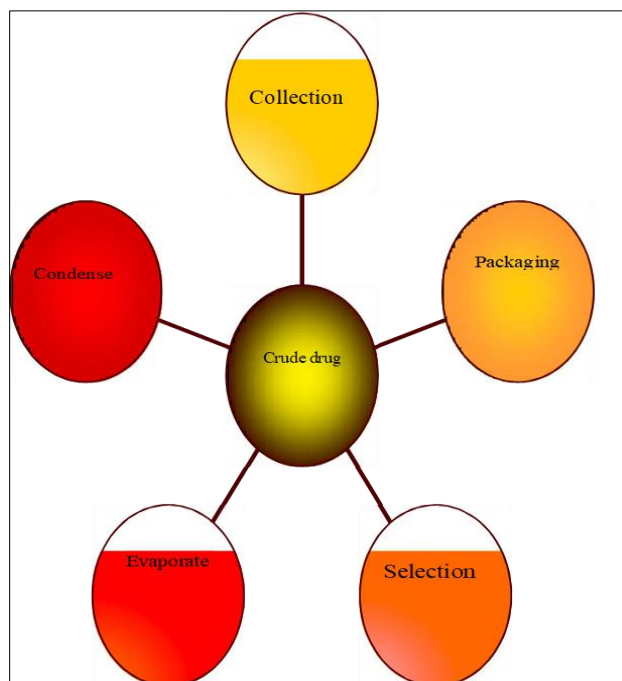 Collection
Condense
Packaging
Crude drug
Evaporate
Selection